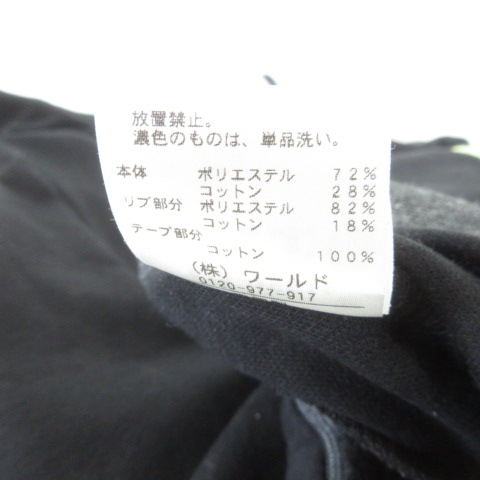 放置禁止。
濃色のものは、単品洗い。
本体 ポリエステル 72%
コットン 28%
リブ部分 ポリエステル 82%
コットン 18%
テープ部分
コットン 100%
(株) ワールド
0120-977-917